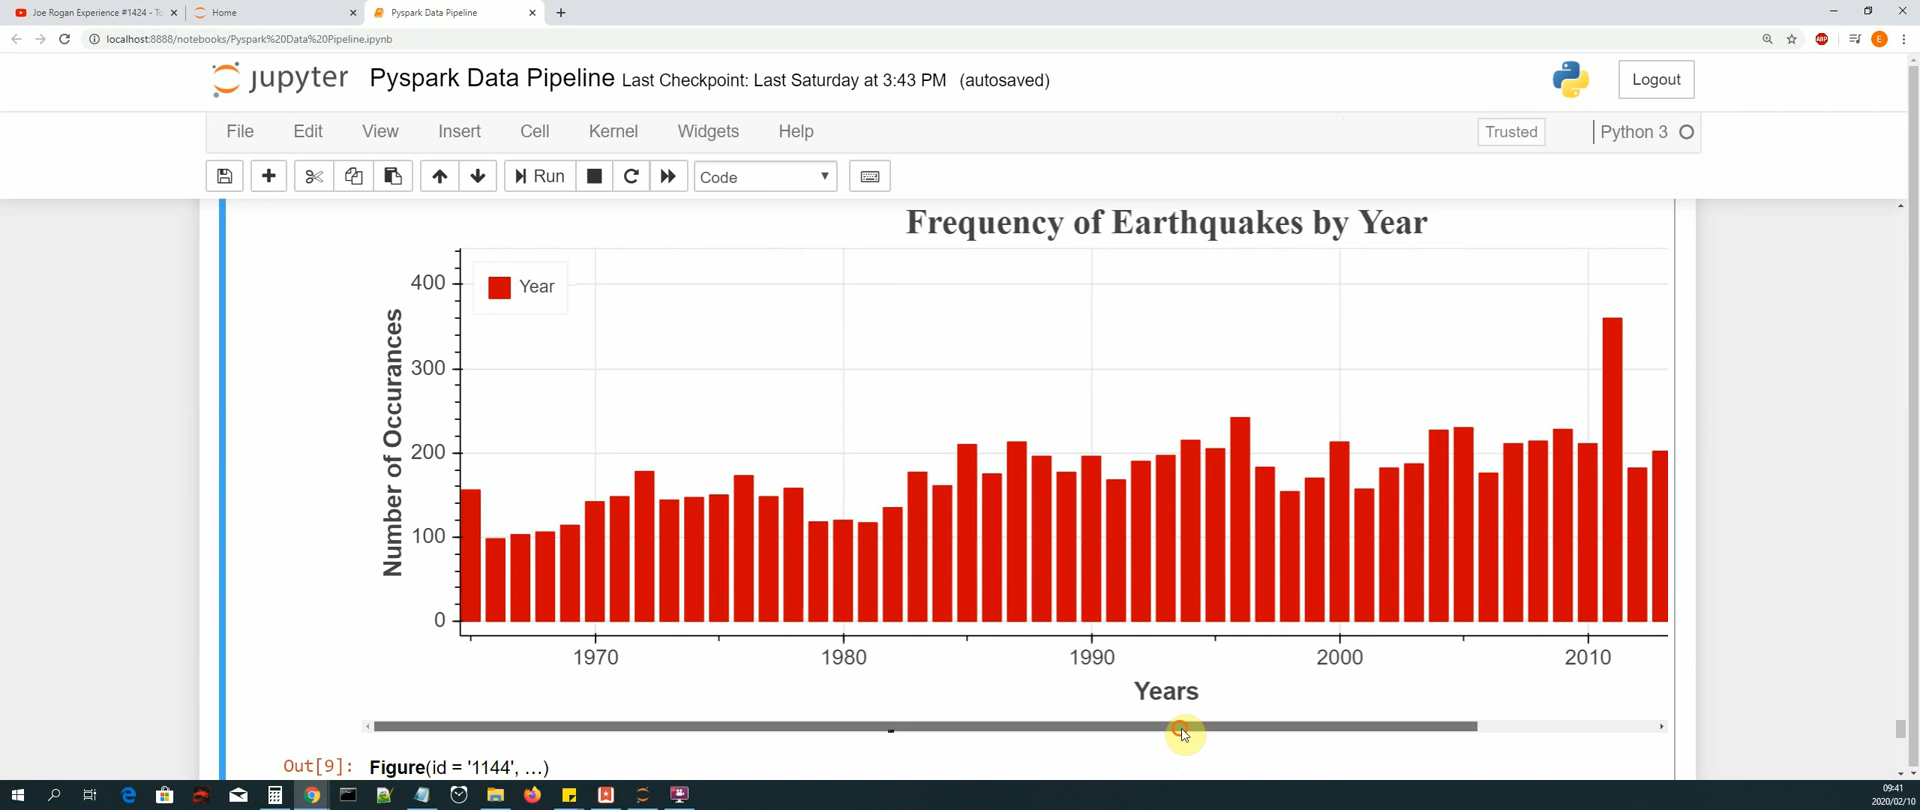 Joe Rogan Experience #1424 - To
Home
Pyspark Data Pipeline
localhost:8888/notebooks/Pyspark%20Data%20Pipeline.ipynb
ABP
E
jupyter Pyspark Data Pipeline Last Checkpoint: Last Saturday at 3:43 PM (autosaved)
Logout
File Edit View Insert Cell Kernel Widgets Help
Trusted
Python 3
Run
Code
Frequency of Earthquakes by Year
Year
Number of Occurances
400
300
200
100
0
1970 1980 1990 2000 2010
Years
Out[9]: Figure(id = '1144', ...)
09:41
2020/02/10